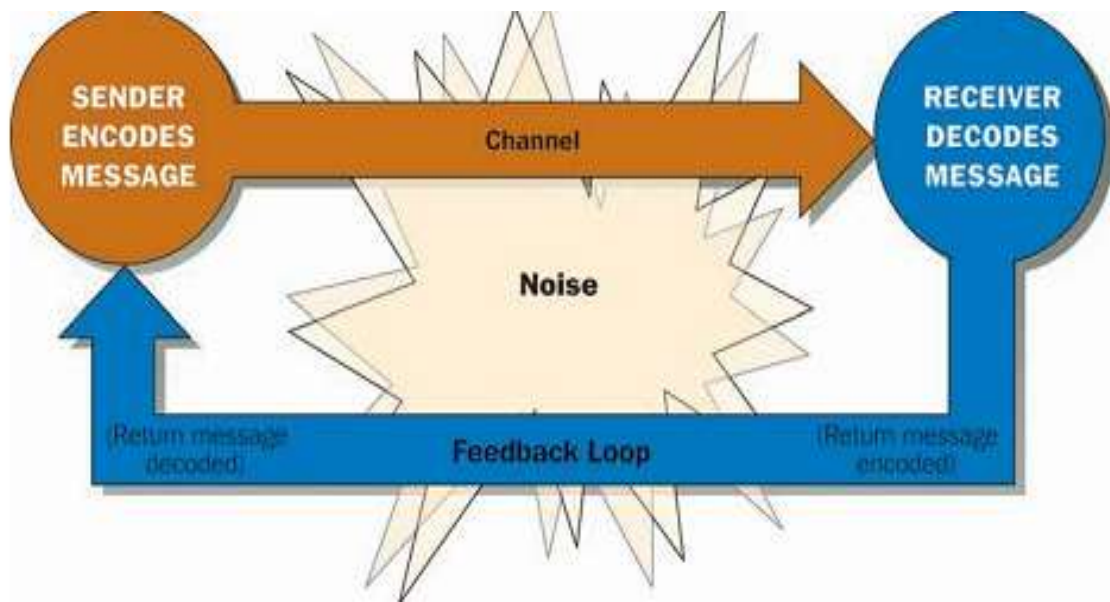 SENDER
ENCODES
MESSAGE
Channel
RECEIVER
DECODES
MESSAGE
Noise
(Return message
decoded)
Feedback Loop
(Return message
encoded)